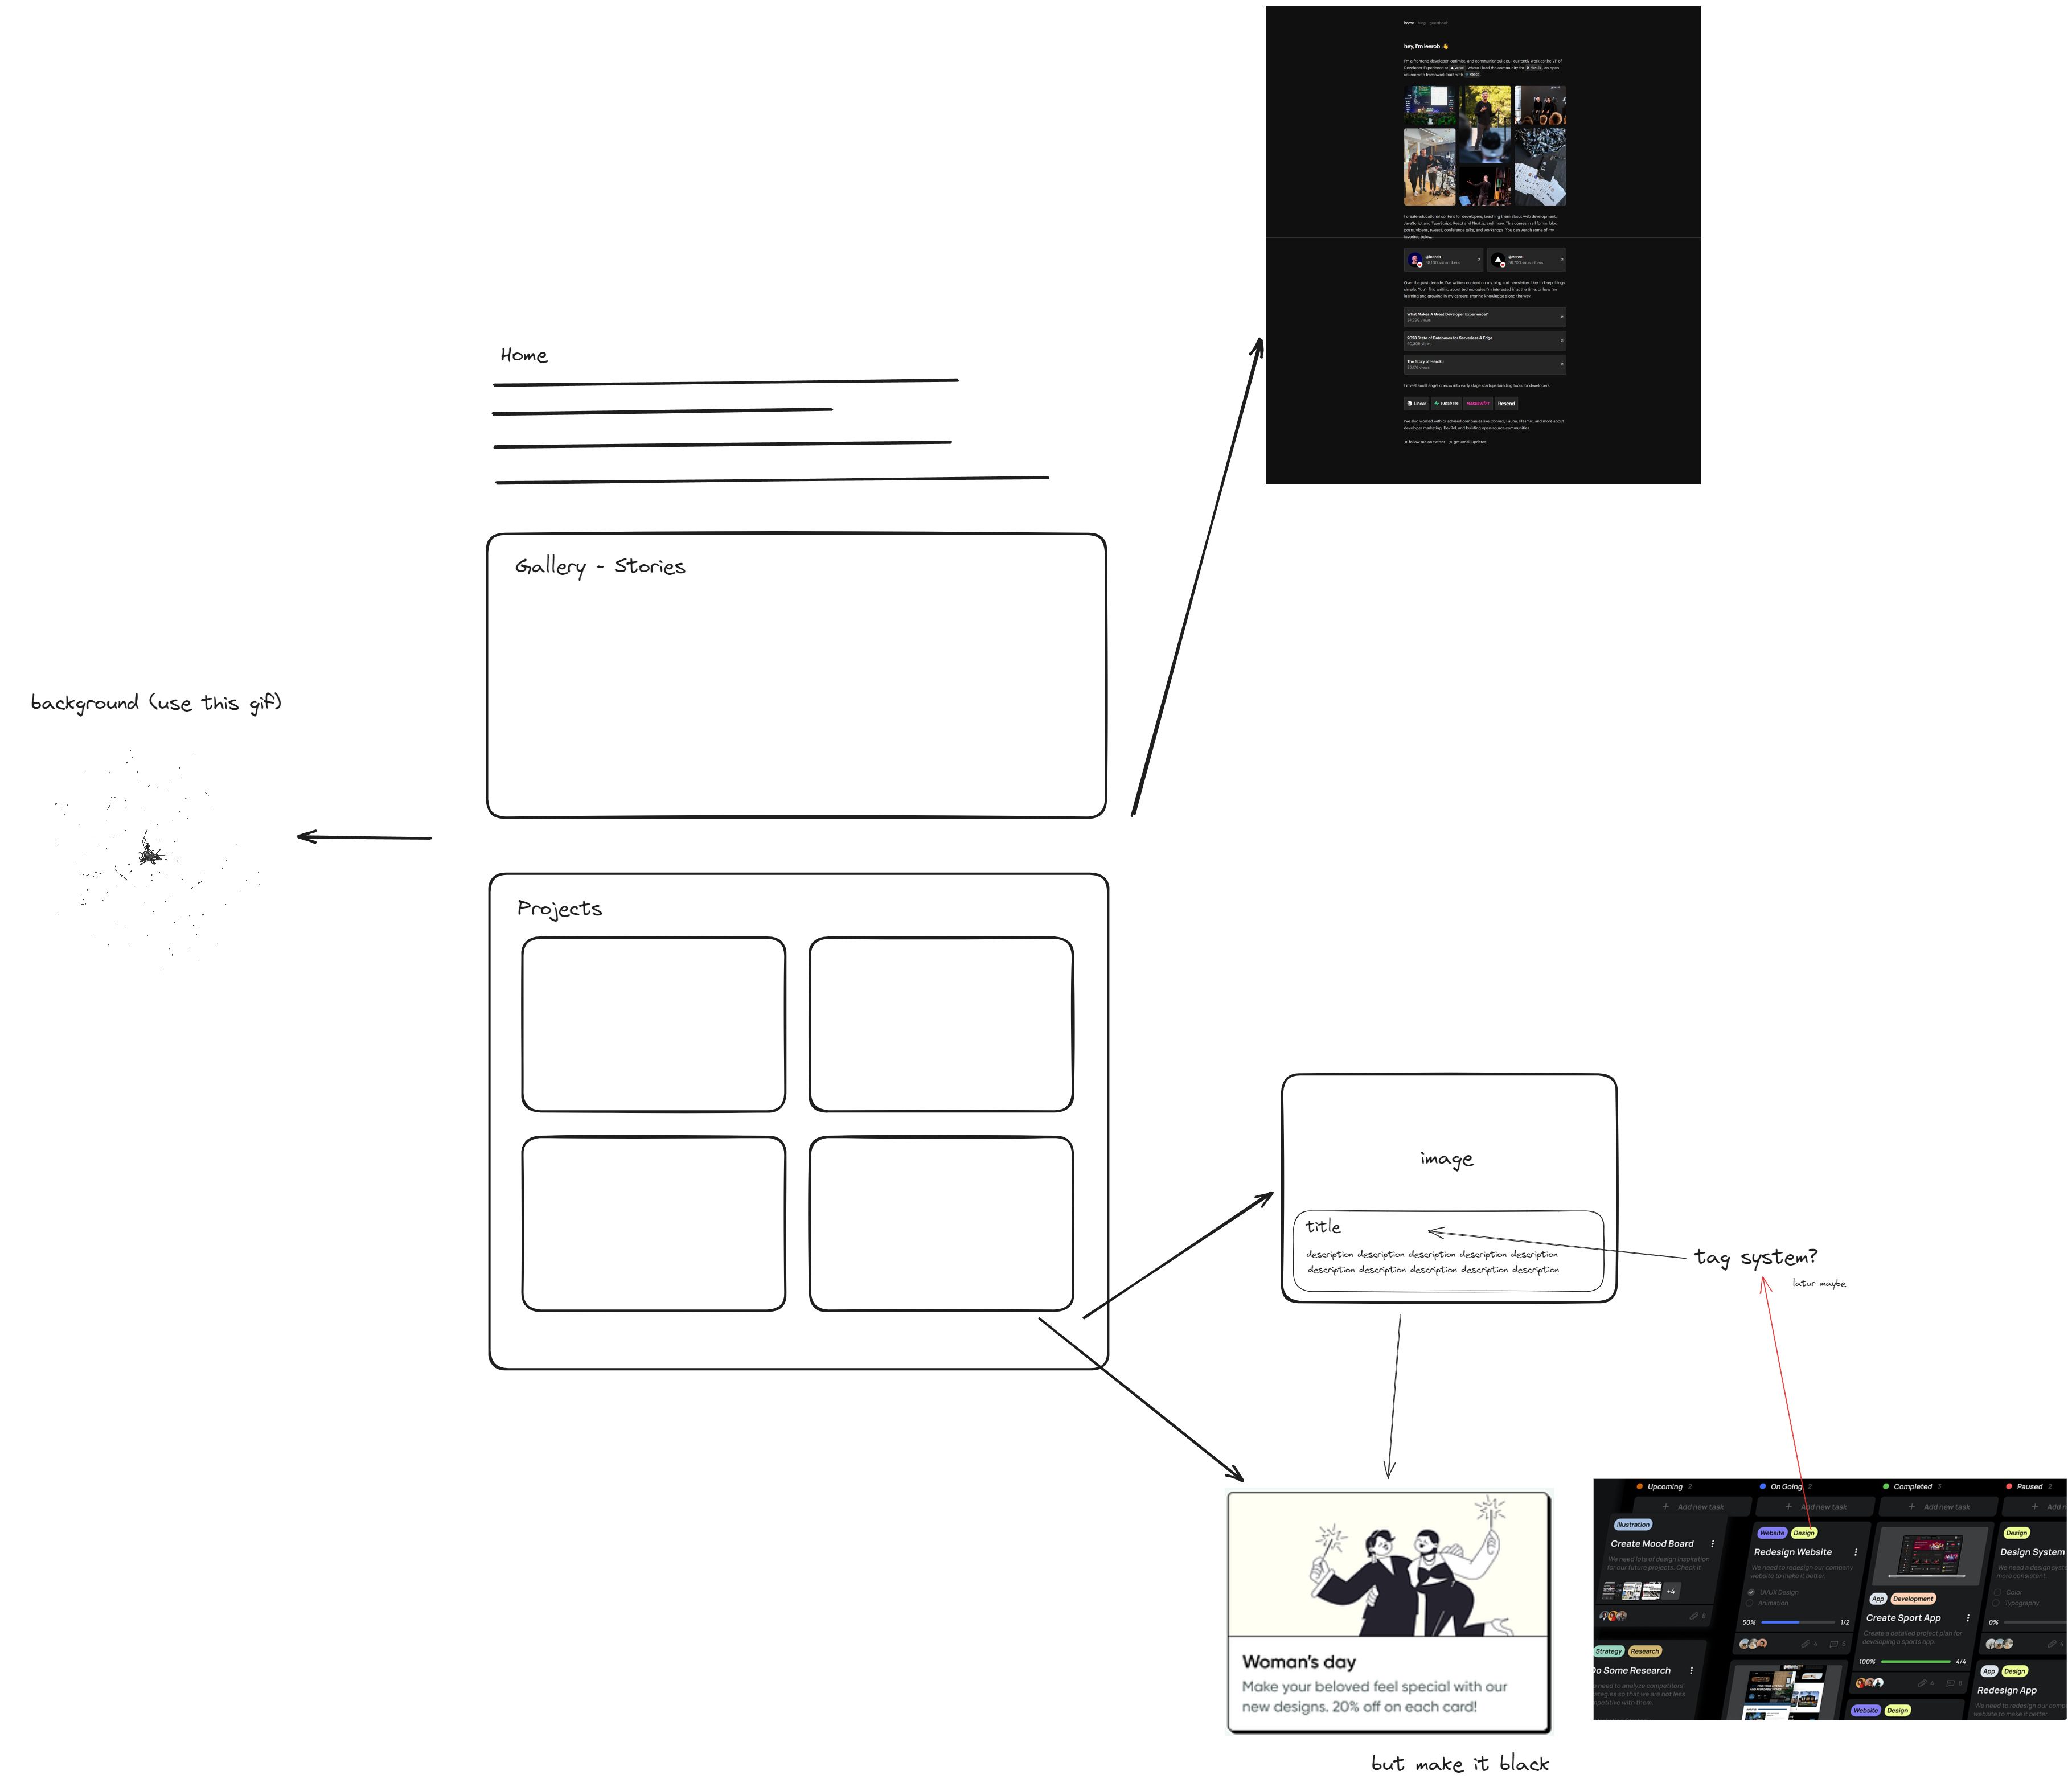 home blog guestbook
hey, I'm leerob 👋
I'm a frontend developer, optimist, and community builder. I currently work as the VP of
Developer Experience at ▲ Vercel, where I lead the community for Next.js, an open-
source web framework built with React.
I create educational content for developers, teaching them about web development,
JavaScript and TypeScript, React and Next.js, and more. This comes in all forms: blog
posts, videos, tweets, conference talks, and workshops. You can watch some of my
favorites below.
@leerob
subscribers
@vercel
subscribers
Over the past decade, I've written content on my blog and newsletter. I try to keep things
simple. You'll find writing about technologies I'm interested in at the time, or how I'm
learning and growing in my career, sharing knowledge along the way.
What Makes A Great Developer Experience?
views
2023 State of Databases for Serverless & Edge
views
The Story of Heroku
views
I invest small angel checks into early stage startups building tools for developers.
Linear
supabase
Resend
I've also worked with or advised companies like Convex, Fauna, Plasmic, and more about
developer marketing, DevRel, and building open-source communities.
follow me on twitter
get email updates
Home
Gallery - Stories
background (use this gif)
Projects
image
title
description description description description description
description description description description description
tag system?
latur maybe
Woman's day
Make your beloved feel special with our
new designs. 20% off on each card!
but make it black
Upcoming 2
+ Add new task
Illustration
Create Mood Board
We need lots of design inspiration
for our future projects. Check it
+4
Strategy Research
Do Some Research
need to analyze competitors'
ategies so that we are not less
mpetitive with them
On Going 2
+ Add new task
Website Design
Redesign Website
We need to redesign our company
website to make it better.
UI/UX Design
Animation
50% 1/2
4
Completed 3
+ Add new task
App Development
Create Sport App
Create a detailed project plan for
developing a sports app.
100% 4/4
4
Website Design
Paused 2
+ Add n
Design
Design System
We need a design syst
more consistent.
Color
Typography
0%
App Design
Redesign App
We need to redesign our comp
website to make it better